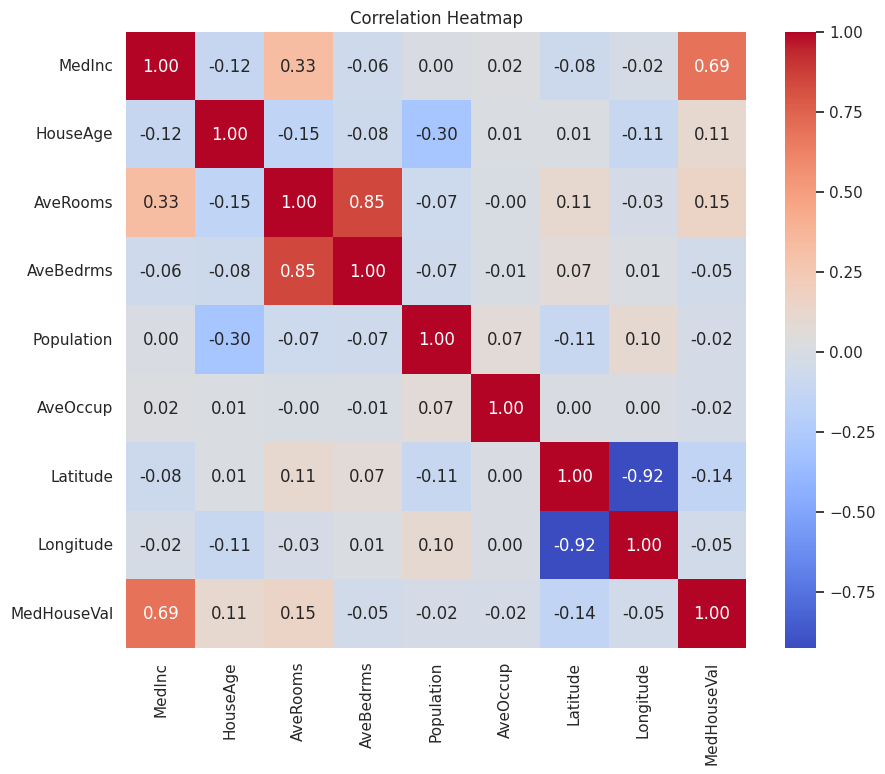 Correlation Heatmap
MedInc 1.00 -0.12 0.33 -0.06 0.00 0.02 -0.08 -0.02 0.69
HouseAge -0.12 1.00 -0.15 -0.08 -0.30 0.01 0.01 -0.11 0.11
AveRooms 0.33 -0.15 1.00 0.85 -0.07 -0.00 0.11 -0.03 0.15
AveBedrms -0.06 -0.08 0.85 1.00 -0.07 -0.01 0.07 0.01 -0.05
Population 0.00 -0.30 -0.07 -0.07 1.00 0.07 -0.11 0.10 -0.02
AveOccup 0.02 0.01 -0.00 -0.01 0.07 1.00 0.00 0.00 -0.02
Latitude -0.08 0.01 0.11 0.07 -0.11 0.00 1.00 -0.92 -0.14
Longitude -0.02 -0.11 -0.03 0.01 0.10 0.00 -0.92 1.00 -0.05
MedHouseVal 0.69 0.11 0.15 -0.05 -0.02 -0.02 -0.14 -0.05 1.00
MedInc HouseAge AveRooms AveBedrms Population AveOccup Latitude Longitude MedHouseVal
1.00
0.75
0.50
0.25
0.00
−0.25
−0.50
−0.75